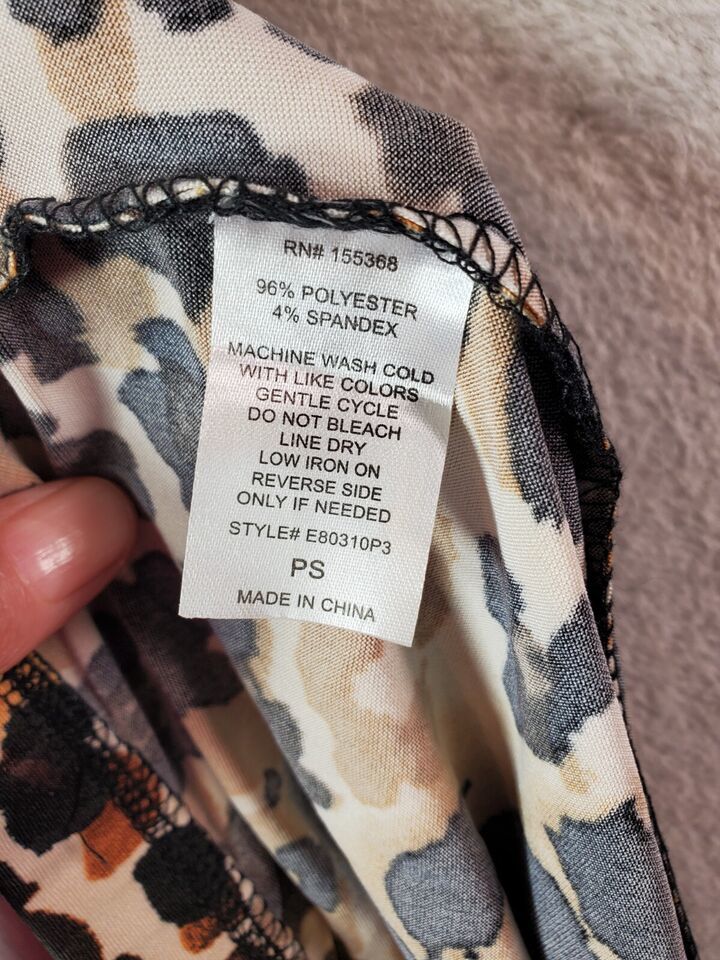 RN# 155368
96% POLYESTER
4% SPANDEX
MACHINE WASH COLD
WITH LIKE COLORS
GENTLE CYCLE
DO NOT BLEACH
LINE DRY
LOW IRON ON
REVERSE SIDE
ONLY IF NEEDED
STYLE# E80310P3
PS
MADE IN CHINA